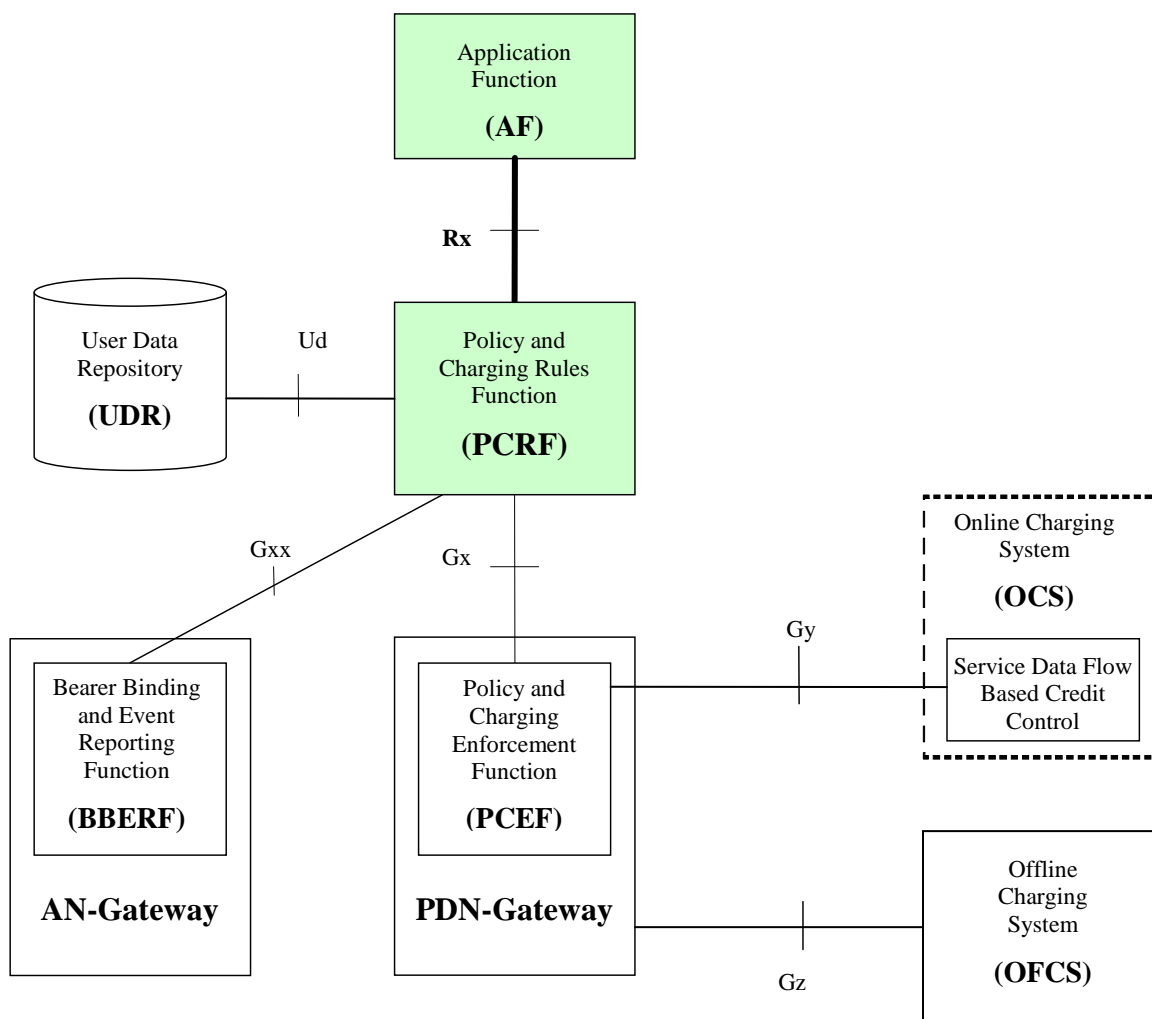 Application
Function
(AF)
Rx
User Data
Repository
(UDR)
Ud
Policy and
Charging Rules
Function
(PCRF)
Gxx
Gx
Online Charging
System
(OCS)
Gy
Service Data Flow
Based Credit
Control
Bearer Binding
and Event
Reporting
Function
(BBERF)
AN-Gateway
Policy and
Charging
Enforcement
Function
(PCEF)
PDN-Gateway
Gz
Offline
Charging
System
(OFCS)